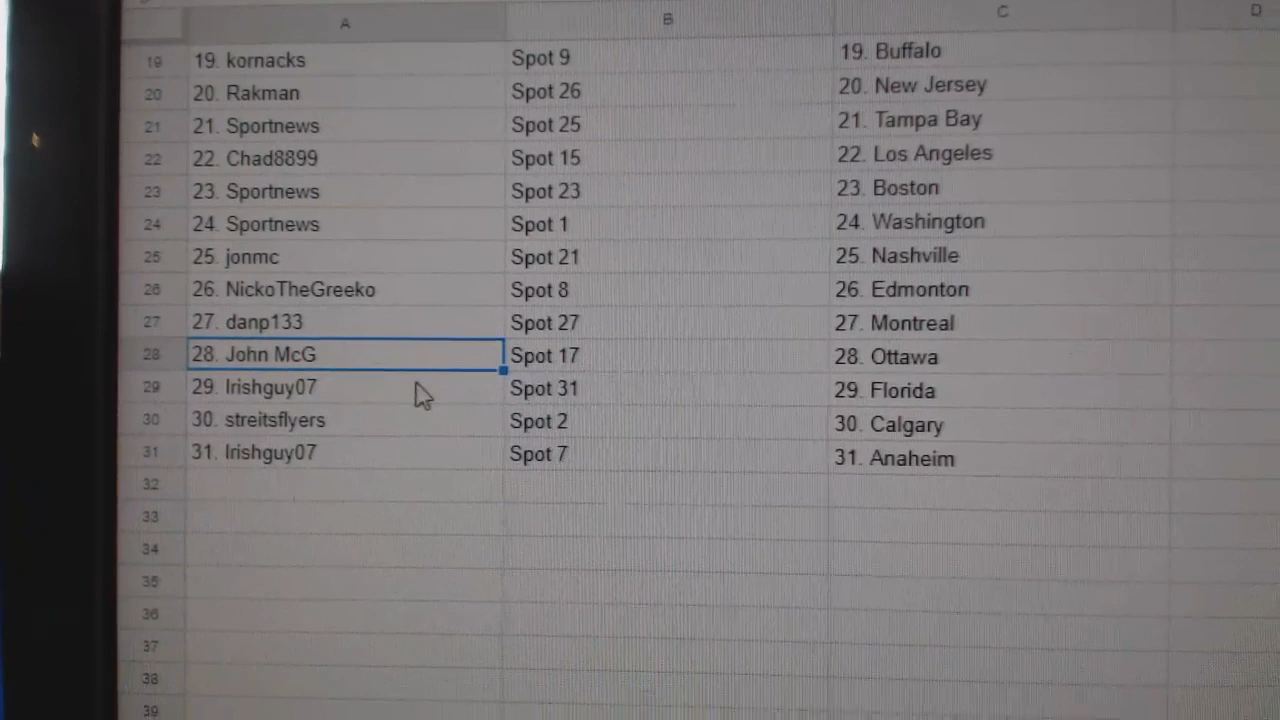 A B C D
19 19. kornacks Spot 9 19. Buffalo
20 20. Rakman Spot 26 20. New Jersey
21 21. Sportnews Spot 25 21. Tampa Bay
22 22. Chad8899 Spot 15 22. Los Angeles
23 23. Sportnews Spot 23 23. Boston
24 24. Sportnews Spot 1 24. Washington
25 25. jonmc Spot 21 25. Nashville
26 26. NickoTheGreeko Spot 8 26. Edmonton
27 27. danp133 Spot 27 27. Montreal
28 28. John McG Spot 17 28. Ottawa
29 29. Irishguy07 Spot 31 29. Florida
30 30. streitsflyers Spot 2 30. Calgary
31 31. Irishguy07 Spot 7 31. Anaheim
32
33
34
35
36
37
38
39